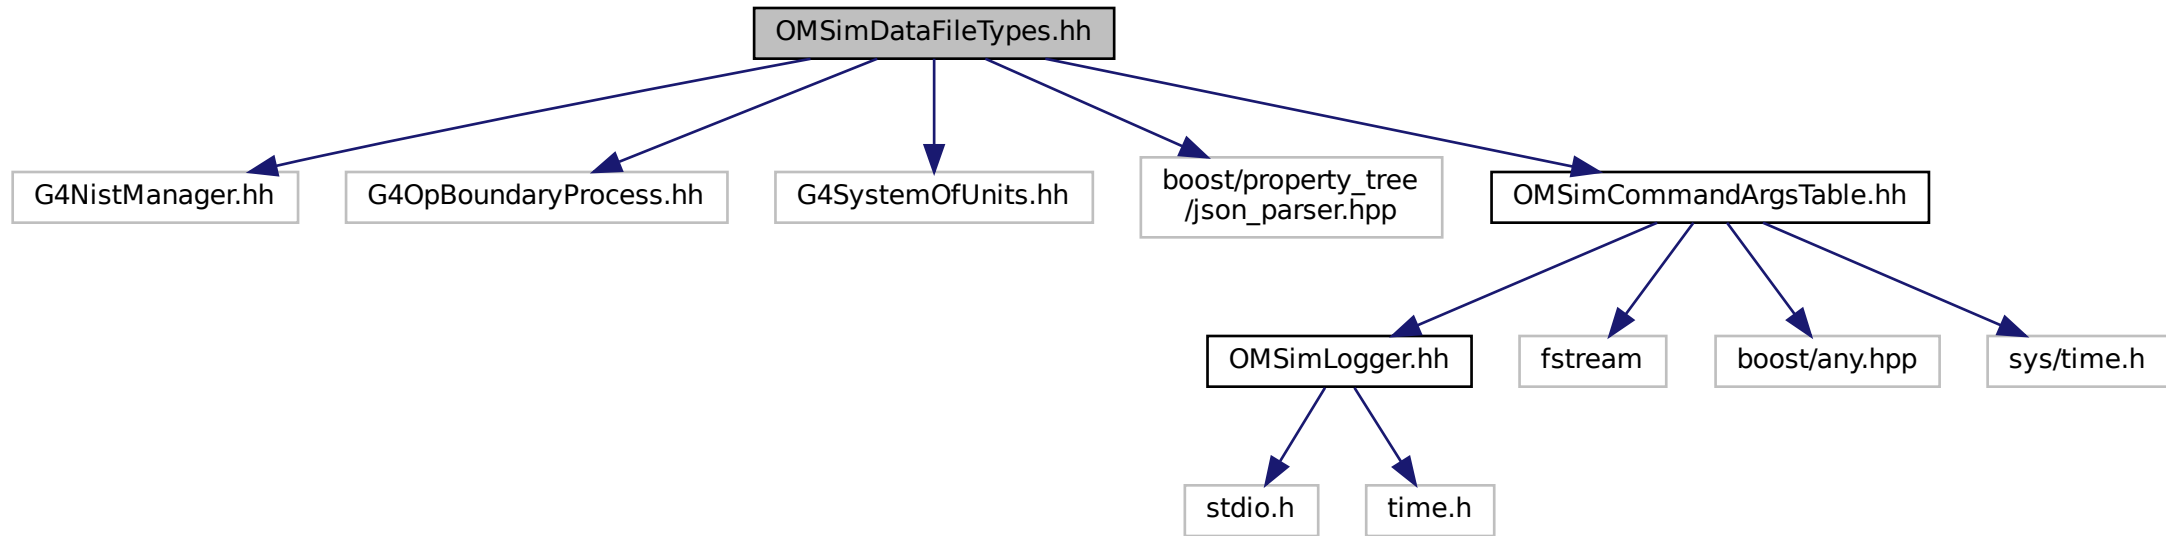 OMSimDataFileTypes.hh
G4NistManager.hh
G4OpBoundaryProcess.hh
G4SystemOfUnits.hh
boost/property_tree
/json_parser.hpp
OMSimCommandArgsTable.hh
OMSimLogger.hh
fstream
boost/any.hpp
sys/time.h
stdio.h
time.h